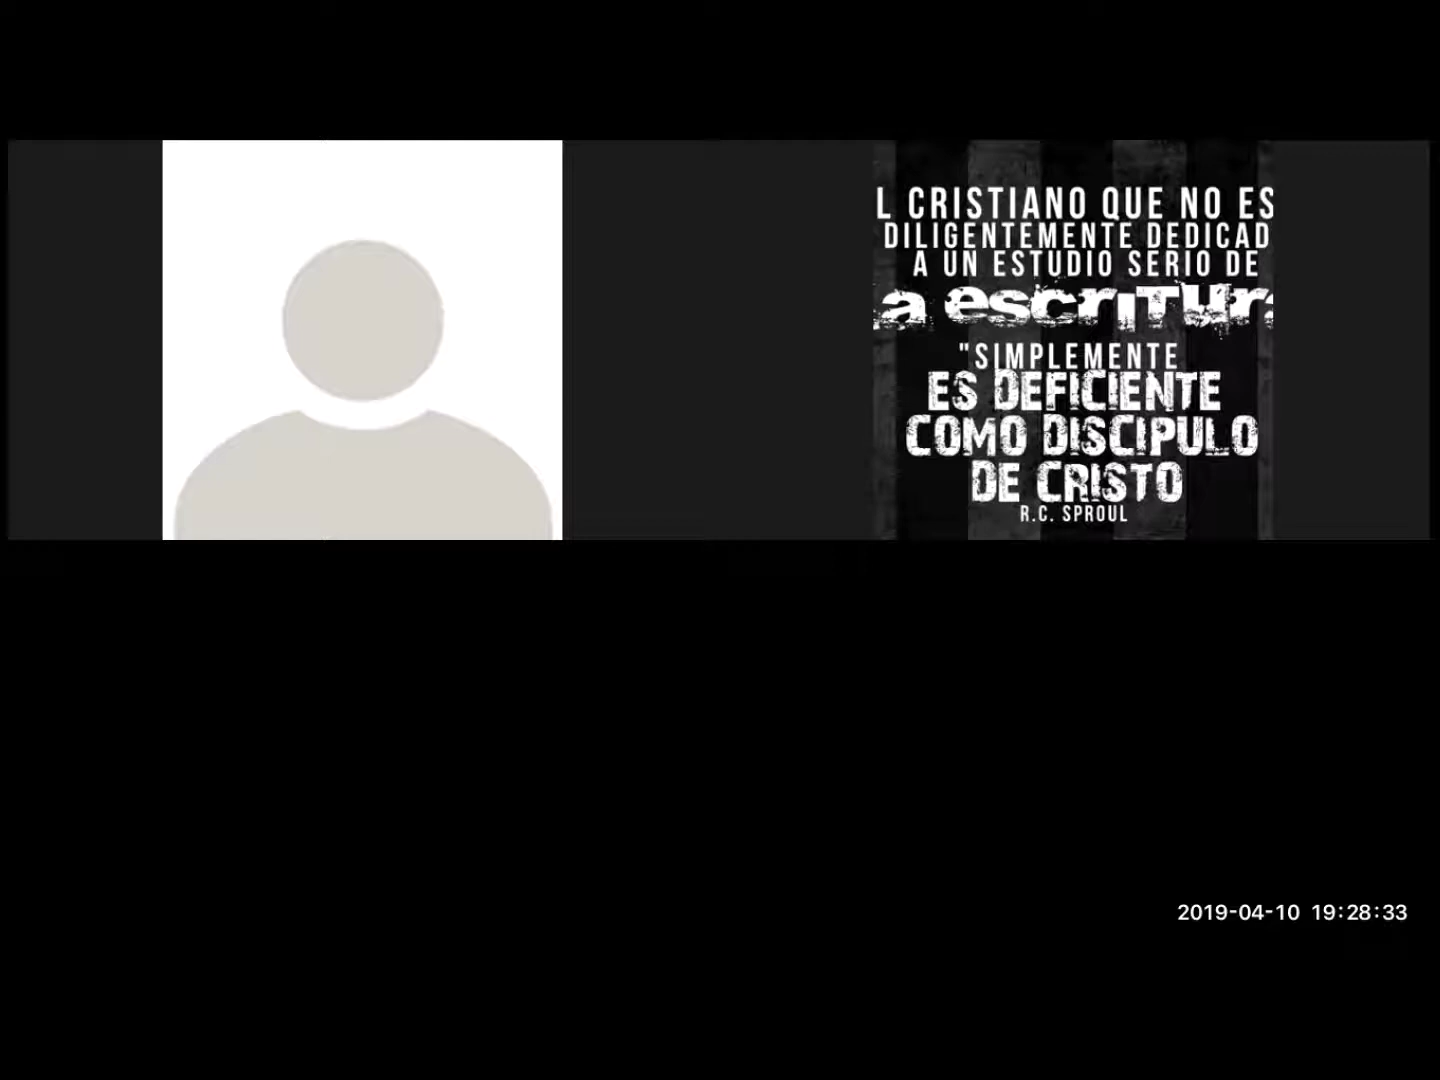 L CRISTIANO QUE NO ES
DILIGENTEMENTE DEDICAD
A UN ESTUDIO SERIO DE
a escritura
"SIMPLEMENTE
ES DEFICIENTE
COMO DISCIPULO
DE CRISTO
R.C. SPROUL
2019-04-10 19:28:33